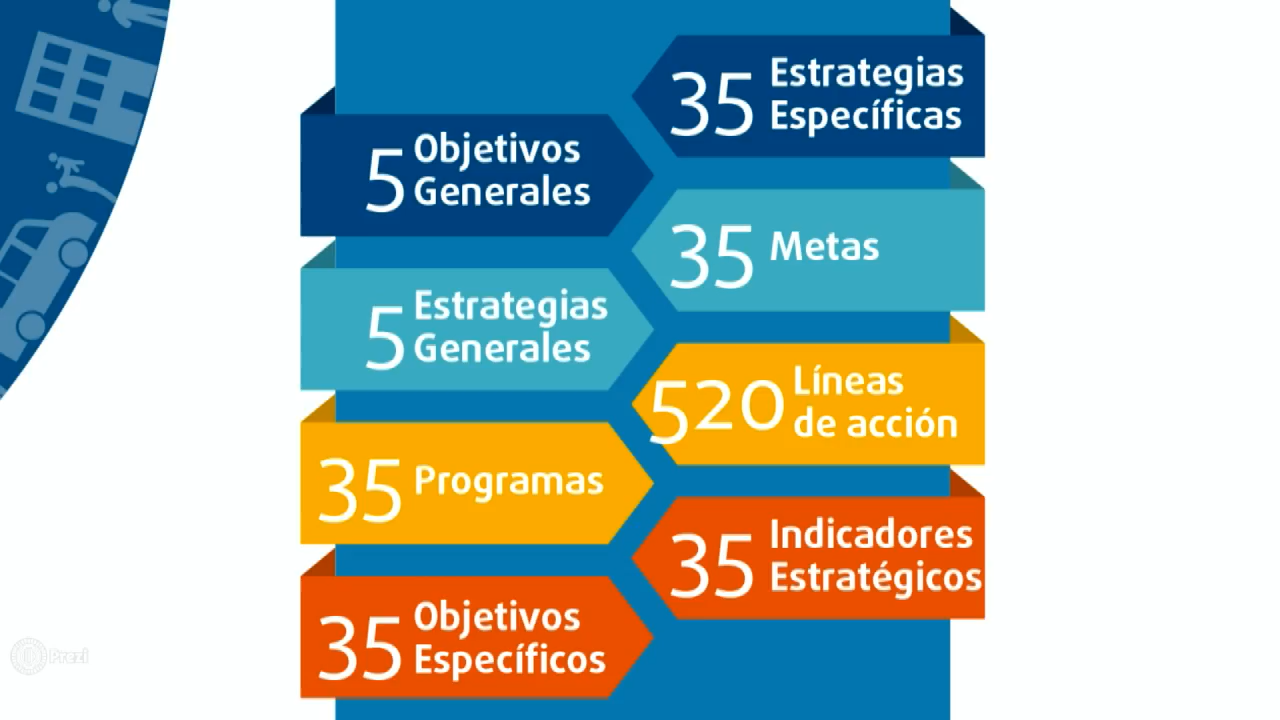 5 Objetivos
Generales
5 Estrategias
Generales
35 Programas
35 Objetivos
Específicos
35 Estrategias
Específicas
35 Metas
520 Líneas
de acción
35 Indicadores
Estratégicos
Prezi